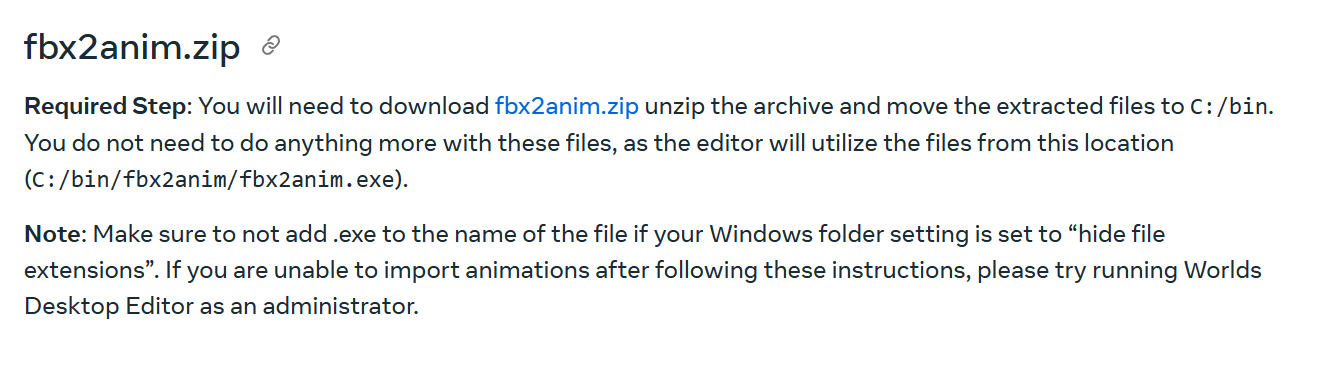 fbx2anim.zip
Required Step: You will need to download fbx2anim.zip unzip the archive and move the extracted files to C:/bin.
You do not need to do anything more with these files, as the editor will utilize the files from this location
(C:/bin/fbx2anim/fbx2anim.exe).
Note: Make sure to not add .exe to the name of the file if your Windows folder setting is set to “hide file
extensions”. If you are unable to import animations after following these instructions, please try running Worlds
Desktop Editor as an administrator.